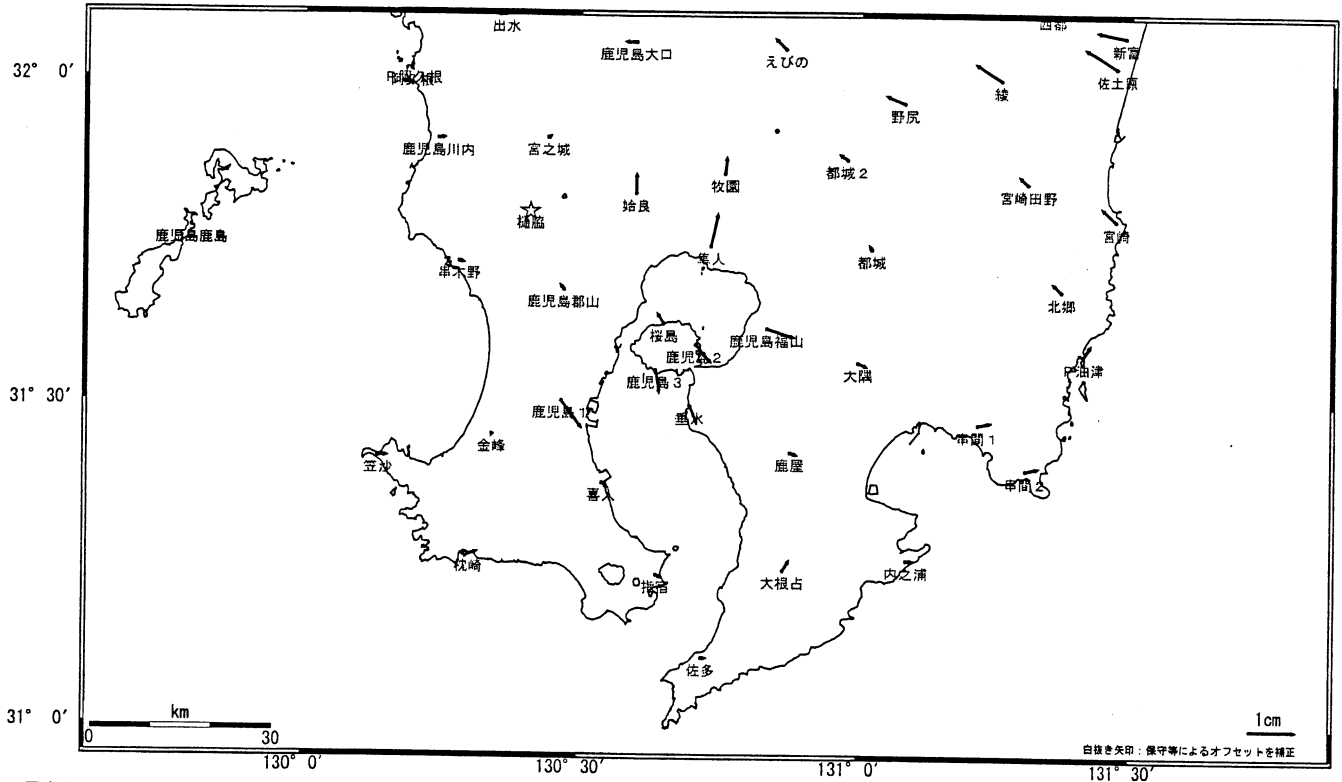 出水
西都
鹿児島大口
えびの
新富
32° 0'
佐土原
綾
野尻
鹿児島川内
宮之城
都城2
牧園
姶良
宮崎田野
樋脇
鹿児島鹿島
宮崎
隼人
都城
串木野
鹿児島郡山
北郷
桜島
鹿児島福山
鹿児島2
P油津
大隅
鹿児島3
31° 30'
鹿児島1
垂水
金峰
串間1
笠沙
鹿屋
喜入
串間2
枕崎
指宿
大根占
内之浦
佐多
31° 0'
km
0 30
1cm
白抜き矢印:保守等によるオフセットを補正
130° 0'
130° 30'
131° 0'
131° 30'